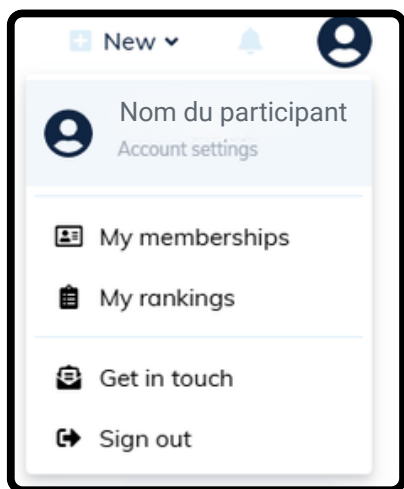 New
Nom du participant
Account settings
My memberships
My rankings
Get in touch
Sign out